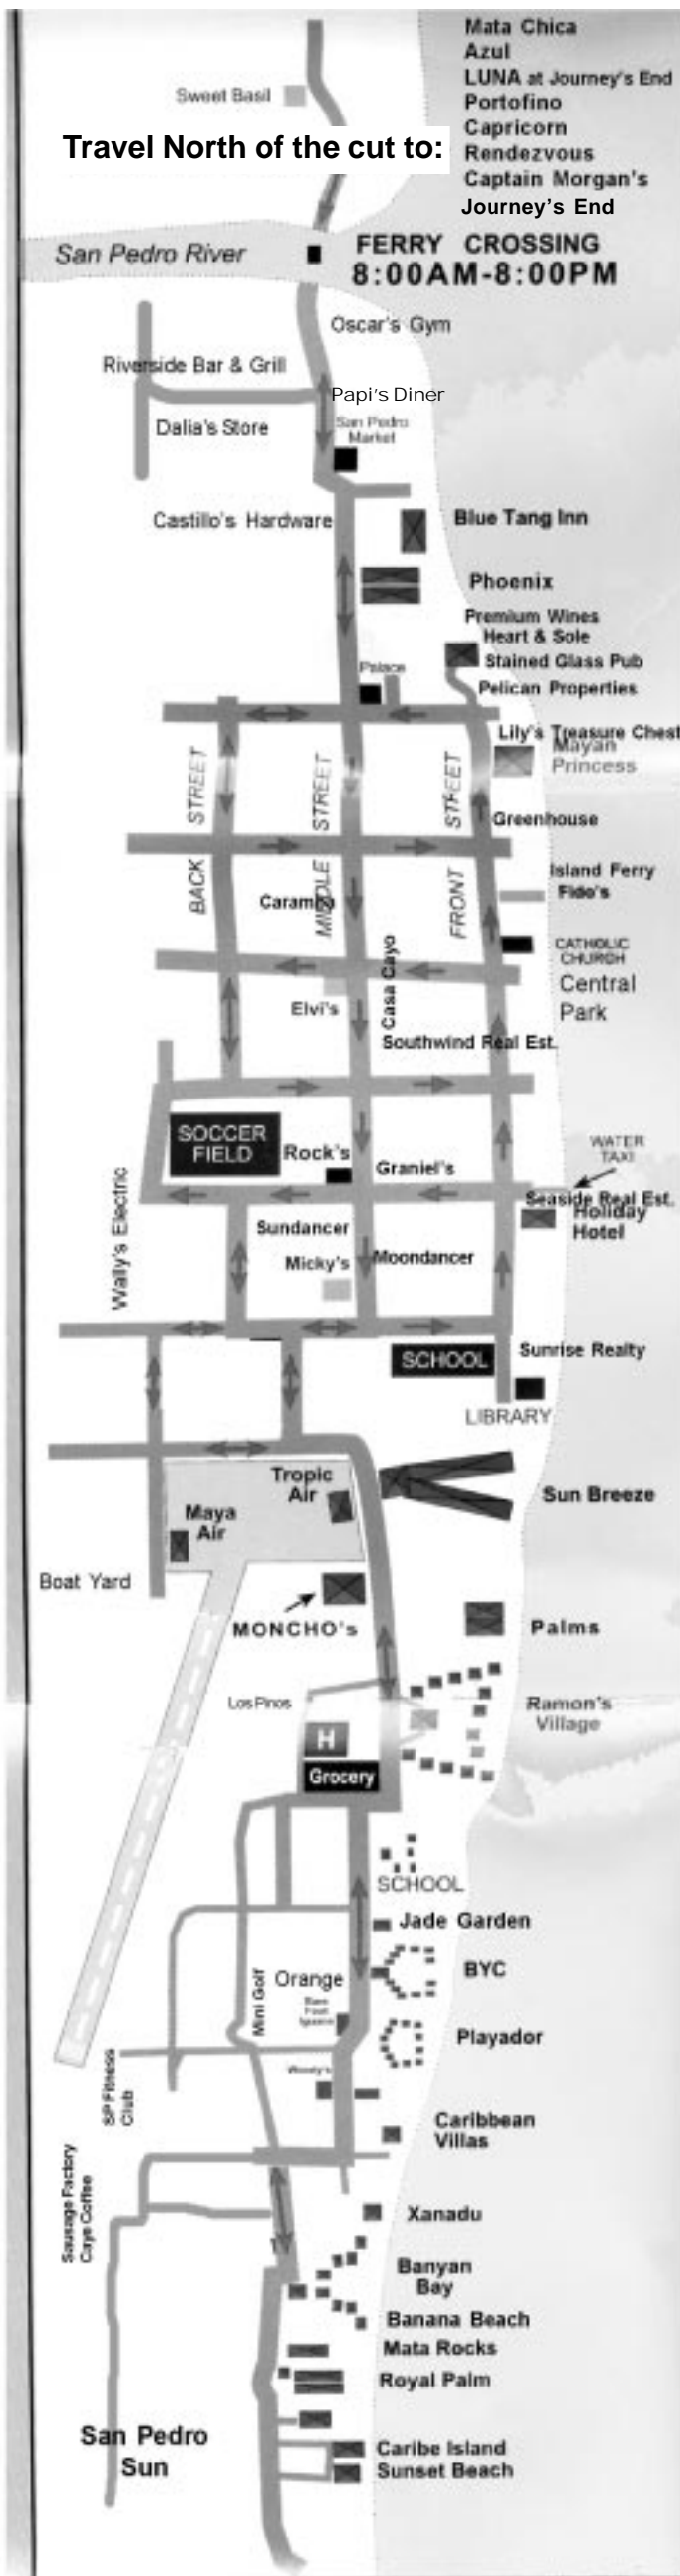 Mata Chica
Azul
LUNA at Journey's End
Portofino
Capricorn
Rendezvous
Captain Morgan's
Journey's End
Sweet Basil
Travel North of the cut to:
San Pedro River
FERRY CROSSING
8:00AM-8:00PM
Oscar's Gym
Riverside Bar & Grill
Papi's Diner
Dalia's Store
San Pedro
Market
Castillo's Hardware
Blue Tang Inn
Phoenix
Premium Wines
Heart & Sole
Stained Glass Pub
Palace
Pelican Properties
Lily's Treasure Chest
Mayan
Princess
BACK STREET
MIDDLE STREET
FRONT STREET
Greenhouse
Island Ferry
Fido's
Caramba
CATHOLIC
CHURCH
Central
Park
Elvi's
Casa Cayo
Southwind Real Est.
SOCCER
FIELD
Rock's
Graniel's
WATER
TAXI
Seaside Real Est.
Holiday
Hotel
Wally's Electric
Sundancer
Micky's
Moondancer
SCHOOL
Sunrise Realty
LIBRARY
Tropic
Air
Maya
Air
Sun Breeze
Boat Yard
MONCHO's
Palms
Los Pinos
Ramon's
Village
H
Grocery
SCHOOL
Jade Garden
Mini Golf
Orange
BYC
Bare
Foot
Iguana
Playador
Woody's
SP Fitness
Club
Caribbean
Villas
Sausage Factory
Caye Coffee
Xanadu
Banyan
Bay
Banana Beach
Mata Rocks
Royal Palm
San Pedro
Sun
Caribe Island
Sunset Beach